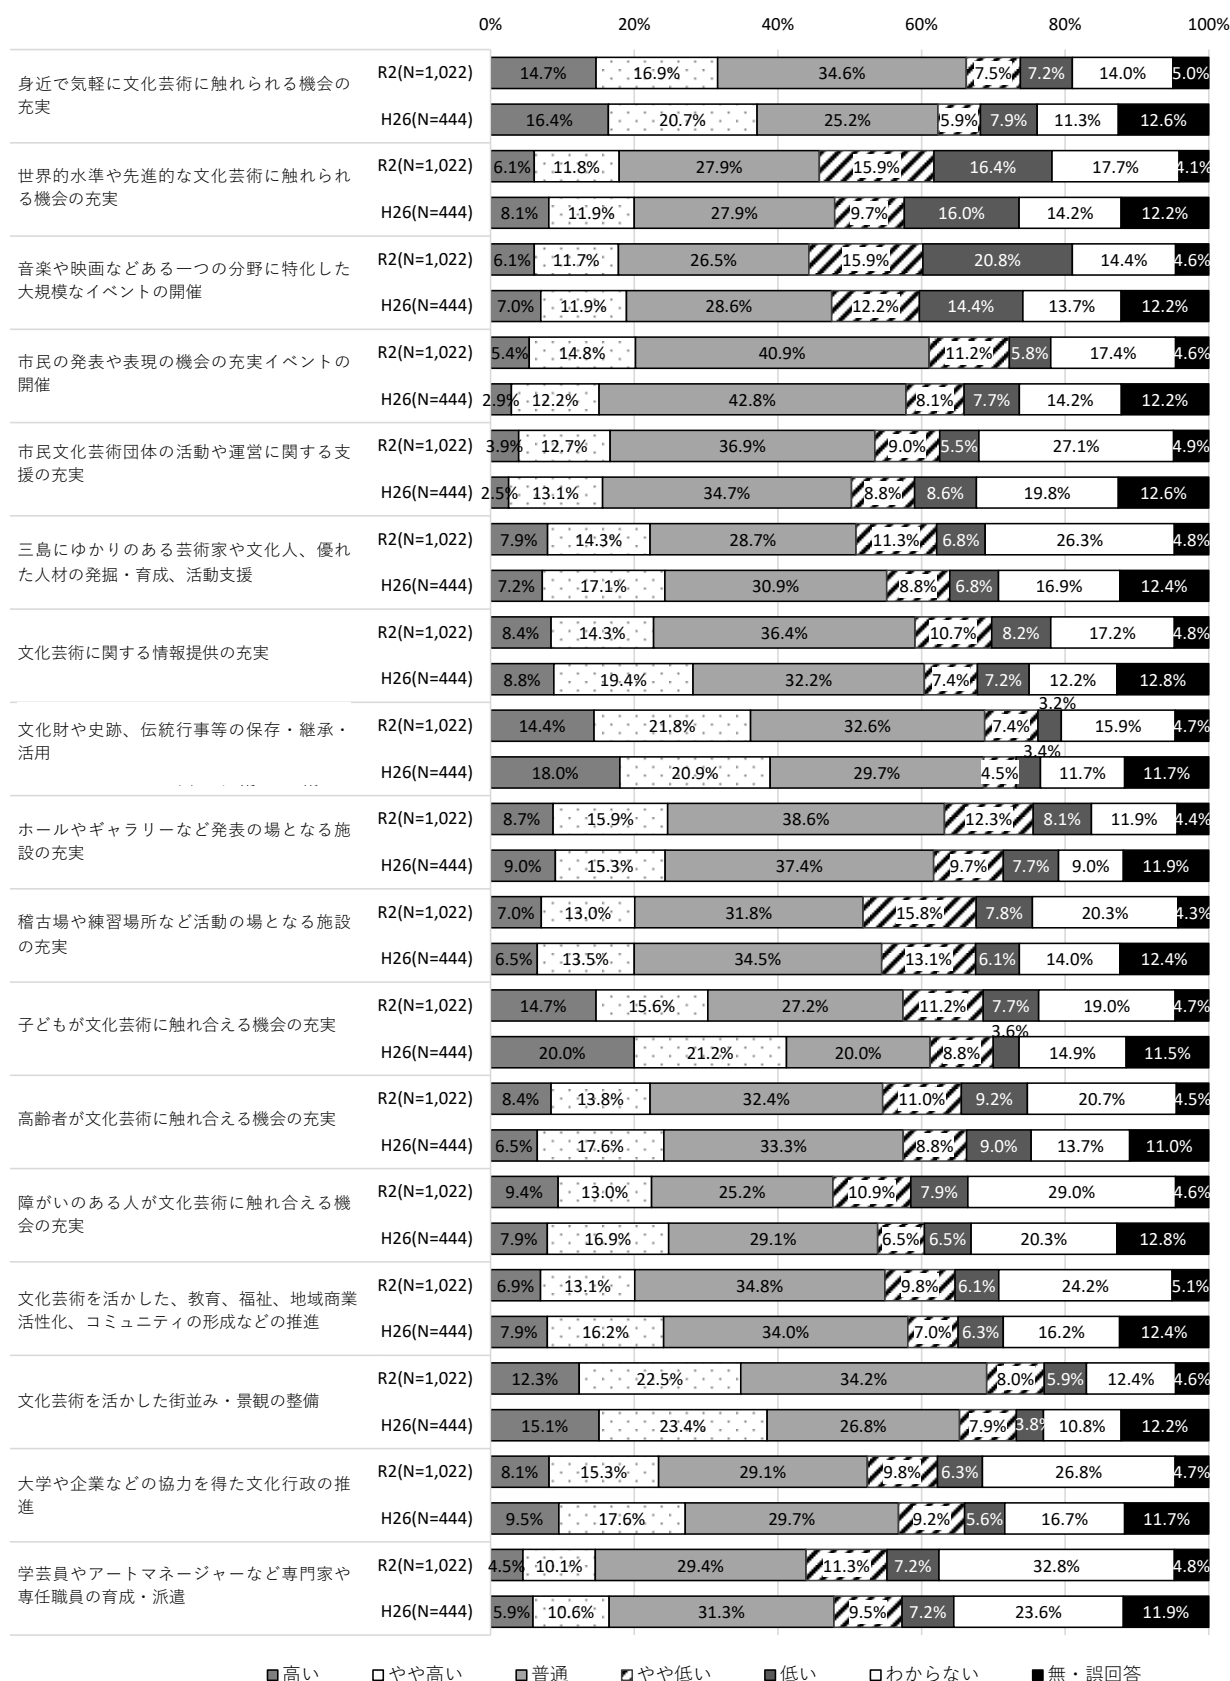 0% 20% 40% 60% 80% 100%
身近で気軽に文化芸術に触れられる機会の
充実
R2(N=1,022) 14.7% 16.9% 34.6% 7.5% 7.2% 14.0% 5.0%
H26(N=444) 16.4% 20.7% 25.2% 5.9% 7.9% 11.3% 12.6%
世界的水準や先進的な文化芸術に触れられ
る機会の充実
R2(N=1,022) 6.1% 11.8% 27.9% 15.9% 16.4% 17.7% 4.1%
H26(N=444) 8.1% 11.9% 27.9% 9.7% 16.0% 14.2% 12.2%
音楽や映画などある一つの分野に特化した
大規模なイベントの開催
R2(N=1,022) 6.1% 11.7% 26.5% 15.9% 20.8% 14.4% 4.6%
H26(N=444) 7.0% 11.9% 28.6% 12.2% 14.4% 13.7% 12.2%
市民の発表や表現の機会の充実イベントの
開催
R2(N=1,022) 5.4% 14.8% 40.9% 11.2% 5.8% 17.4% 4.6%
H26(N=444) 2.9% 12.2% 42.8% 8.1% 7.7% 14.2% 12.2%
市民文化芸術団体の活動や運営に関する支
援の充実
R2(N=1,022) 3.9% 12.7% 36.9% 9.0% 5.5% 27.1% 4.9%
H26(N=444) 2.5% 13.1% 34.7% 8.8% 8.6% 19.8% 12.6%
三島にゆかりのある芸術家や文化人、優れ
た人材の発掘・育成、活動支援
R2(N=1,022) 7.9% 14.3% 28.7% 11.3% 6.8% 26.3% 4.8%
H26(N=444) 7.2% 17.1% 30.9% 8.8% 6.8% 16.9% 12.4%
文化芸術に関する情報提供の充実
R2(N=1,022) 8.4% 14.3% 36.4% 10.7% 8.2% 17.2% 4.8%
H26(N=444) 8.8% 19.4% 32.2% 7.4% 7.2% 12.2% 12.8%
文化財や史跡、伝統行事等の保存・継承・
活用
R2(N=1,022) 14.4% 21.8% 32.6% 7.4% 3.2% 15.9% 4.7%
H26(N=444) 18.0% 20.9% 29.7% 4.5% 3.4% 11.7% 11.7%
ホールやギャラリーなど発表の場となる施
設の充実
R2(N=1,022) 8.7% 15.9% 38.6% 12.3% 8.1% 11.9% 4.4%
H26(N=444) 9.0% 15.3% 37.4% 9.7% 7.7% 9.0% 11.9%
稽古場や練習場所など活動の場となる施設
の充実
R2(N=1,022) 7.0% 13.0% 31.8% 15.8% 7.8% 20.3% 4.3%
H26(N=444) 6.5% 13.5% 34.5% 13.1% 6.1% 14.0% 12.4%
子どもが文化芸術に触れ合える機会の充実
R2(N=1,022) 14.7% 15.6% 27.2% 11.2% 7.7% 19.0% 4.7%
H26(N=444) 20.0% 21.2% 20.0% 8.8% 3.6% 14.9% 11.5%
高齢者が文化芸術に触れ合える機会の充実
R2(N=1,022) 8.4% 13.8% 32.4% 11.0% 9.2% 20.7% 4.5%
H26(N=444) 6.5% 17.6% 33.3% 8.8% 9.0% 13.7% 11.0%
障がいのある人が文化芸術に触れ合える機
会の充実
R2(N=1,022) 9.4% 13.0% 25.2% 10.9% 7.9% 29.0% 4.6%
H26(N=444) 7.9% 16.9% 29.1% 6.5% 6.5% 20.3% 12.8%
文化芸術を活かした、教育、福祉、地域商業
活性化、コミュニティの形成などの推進
R2(N=1,022) 6.9% 13.1% 34.8% 9.8% 6.1% 24.2% 5.1%
H26(N=444) 7.9% 16.2% 34.0% 7.0% 6.3% 16.2% 12.4%
文化芸術を活かした街並み・景観の整備
R2(N=1,022) 12.3% 22.5% 34.2% 8.0% 5.9% 12.4% 4.6%
H26(N=444) 15.1% 23.4% 26.8% 7.9% 3.8% 10.8% 12.2%
大学や企業などの協力を得た文化行政の推
進
R2(N=1,022) 8.1% 15.3% 29.1% 9.8% 6.3% 26.8% 4.7%
H26(N=444) 9.5% 17.6% 29.7% 9.2% 5.6% 16.7% 11.7%
学芸員やアートマネージャーなど専門家や
専任職員の育成・派遣
R2(N=1,022) 4.5% 10.1% 29.4% 11.3% 7.2% 32.8% 4.8%
H26(N=444) 5.9% 10.6% 31.3% 9.5% 7.2% 23.6% 11.9%
高い やや高い 普通 やや低い 低い わからない 無・誤回答